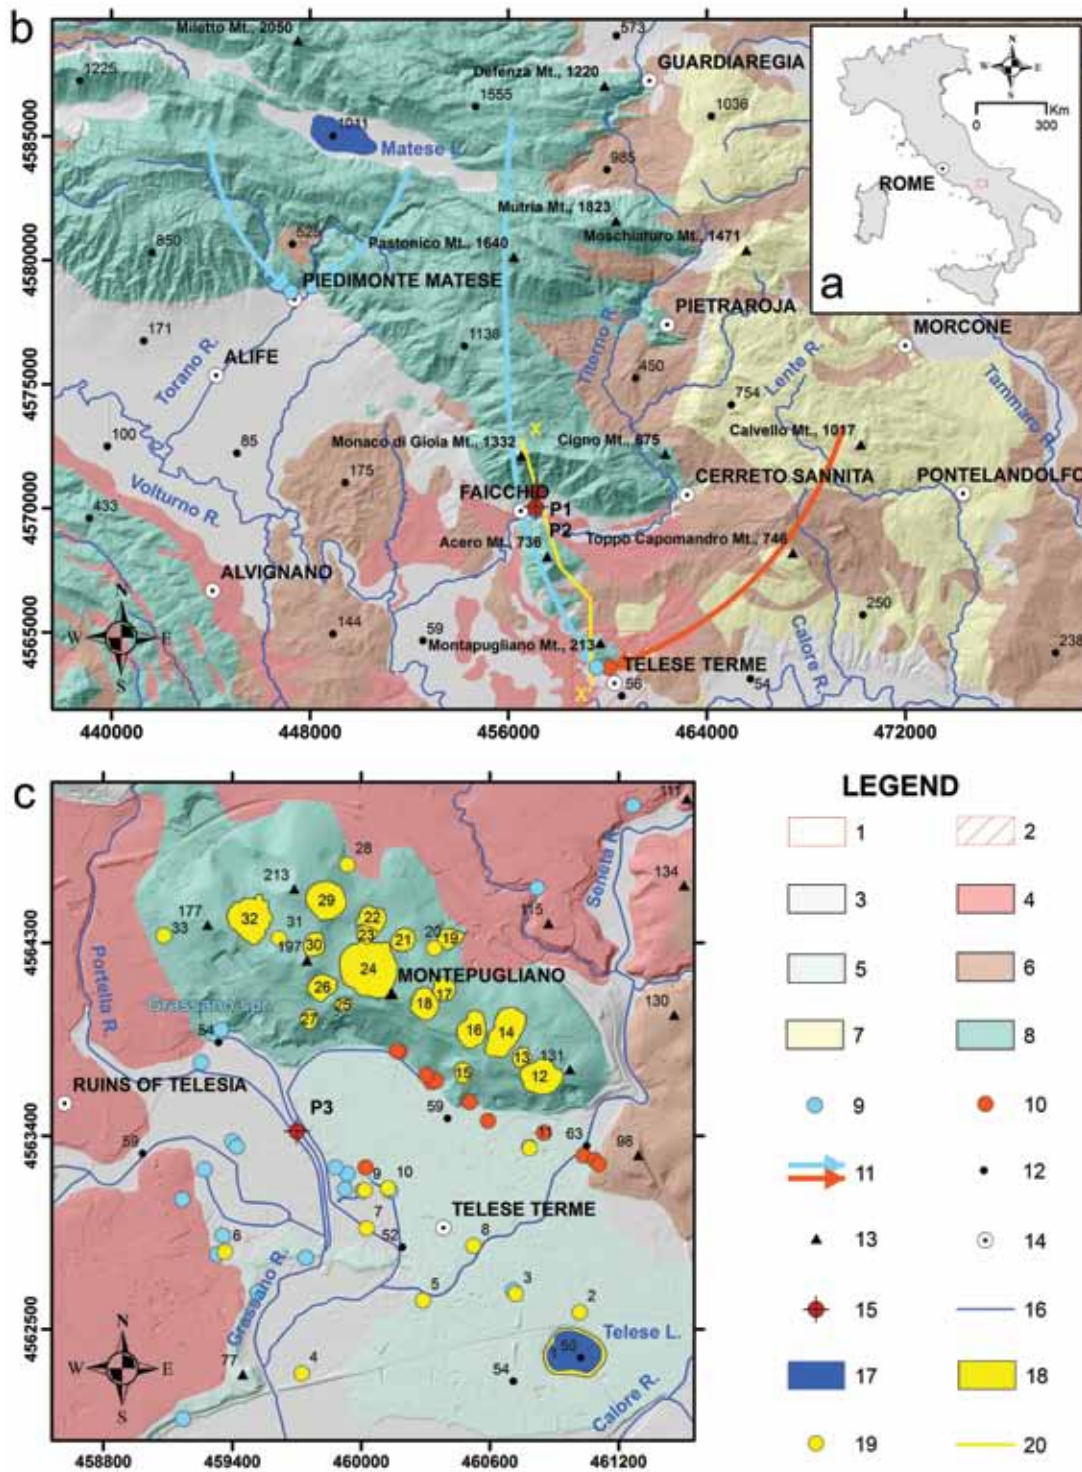 b
Miletto Mt., 2050
573
GUARDIAREGIA
1225
Defenza Mt., 1220
1555
1036
1011
Matese L.
985
Mutria Mt., 1823
Moschiaturo Mt., 1471
525
Pastonico Mt., 1640
850
PIEDIMONTE MATESE
PIETRAROJA
MORCONE
171
1138
ALIFE
Torano R.
Titerno R.
450
Lente R.
Tammaro R.
754
100
85
Monaco di Gioia Mt., 1332
X
Cigno Mt., 675
Calvello Mt., 1017
175
CERRETO SANNITA
PONTELANDOLFO
433
Volturno R.
FAICCHIO
P1
P2
Acero Mt., 736
Toppo Capomandro Mt., 746
ALVIGNANO
N
W E
S
144
59
250
Montapugliano Mt., 213
Calore R.
238
TELESE TERME
X'
56
54
4585000
4580000
4575000
4570000
4565000
440000 448000 456000 464000 472000
N
W E
S
0 300 Km
ROME
a
c
111
28
213
134
Seneta R.
177
32
29
115
33
31
22
23
21
20
19
197
30
24
MONTEPUGLIANO
26
17
18
25
27
Grassano spr.
54
16
14
130
Portella R.
13
131
12
15
RUINS OF TELESIA
P3
59
59
11
63
98
9
10
7
TELESE TERME
52
8
6
5
3
2
Grassano R.
N
W E
S
Telese L.
1
50
77
4
54
Calore R.
4564300
4563400
4562500
458800 459400 460000 460600 461200
LEGEND
1 2
3 4
5 6
7 8
9 10
11 12
13 14
15 16
17 18
19 20